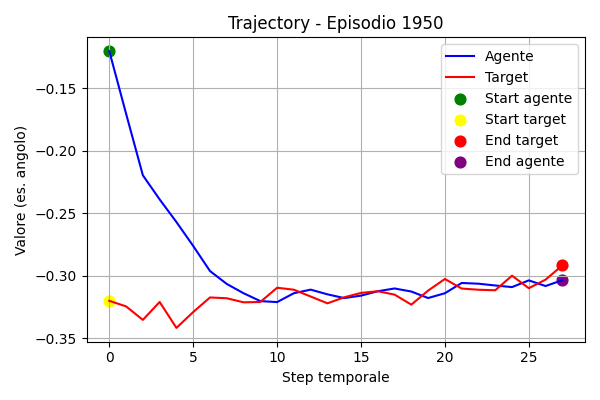 Trajectory - Episodio 1950
Valore (es. angolo)
−0.15
−0.20
−0.25
−0.30
−0.35
Agente
Target
Start agente
Start target
End target
End agente
0 5 10 15 20 25
Step temporale